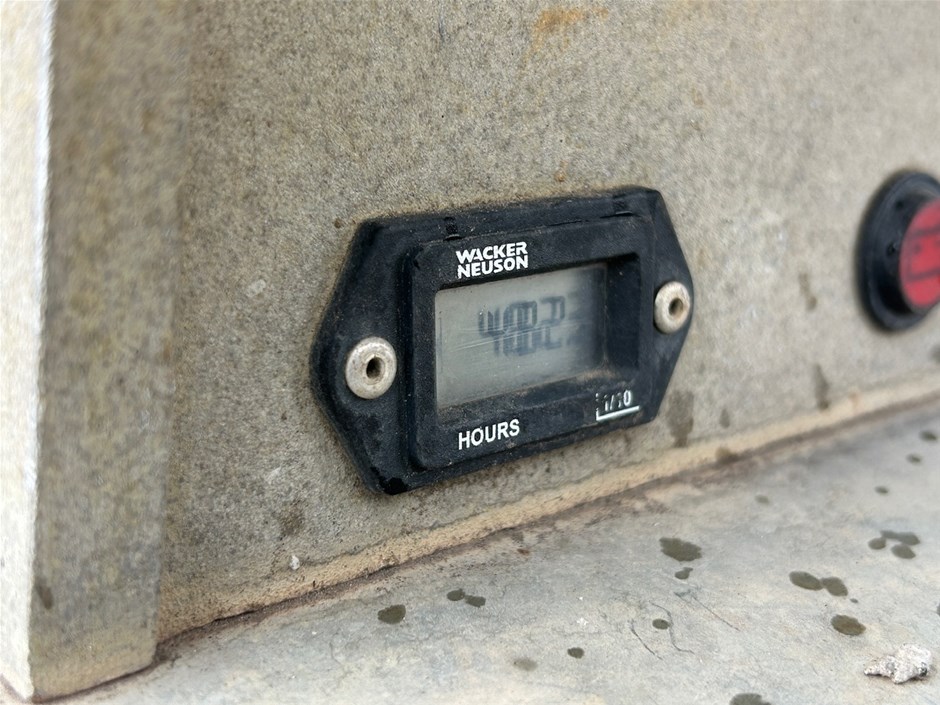 WACKER
NEUSON
HOURS
1/10